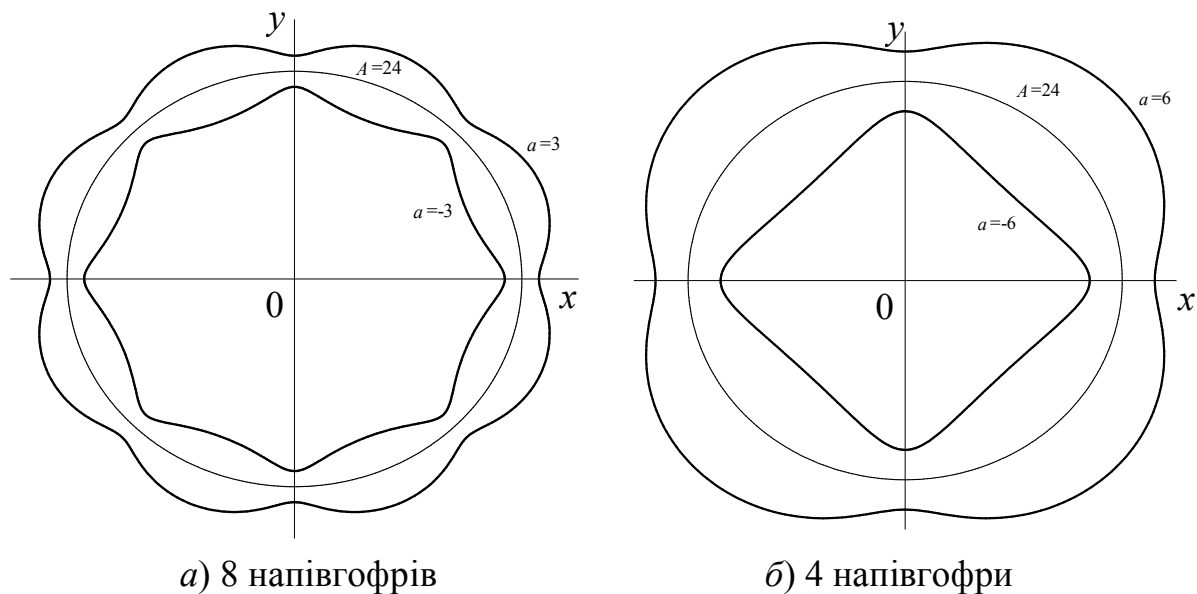 y
A=24
a=3
a=-3
0
x
а) 8 напівгофрів
y
A=24
a=6
a=-6
0
x
б) 4 напівгофри